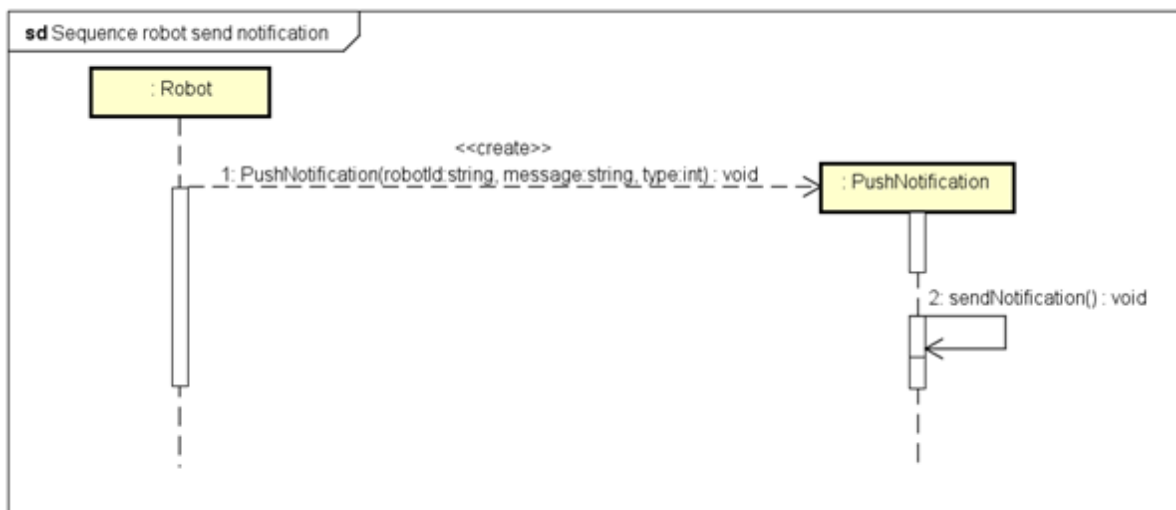 sd Sequence robot send notification
: Robot
<<create>>
1: PushNotification(robotId:string, message:string, type:int) : void
: PushNotification
2: sendNotification() : void